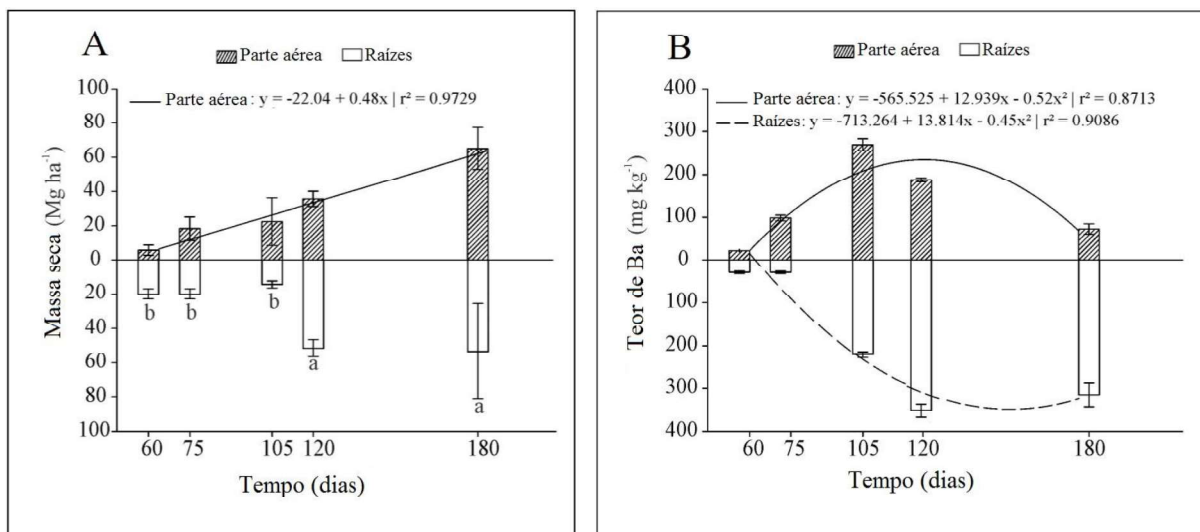 A
Parte aérea Raízes
Parte aérea : y = -22.04 + 0.48x | r² = 0.9729
Massa seca (Mg ha⁻¹)
100
80
60
40
20
0
20
40
60
80
100
b b b a a
60 75 105 120 180
Tempo (dias)
B
Parte aérea Raízes
Parte aérea: y = -565.525 + 12.939x - 0.52x² | r² = 0.8713
Raízes: y = -713.264 + 13.814x - 0.45x² | r² = 0.9086
Teor de Ba (mg kg⁻¹)
400
300
200
100
0
100
200
300
400
60 75 105 120 180
Tempo (dias)